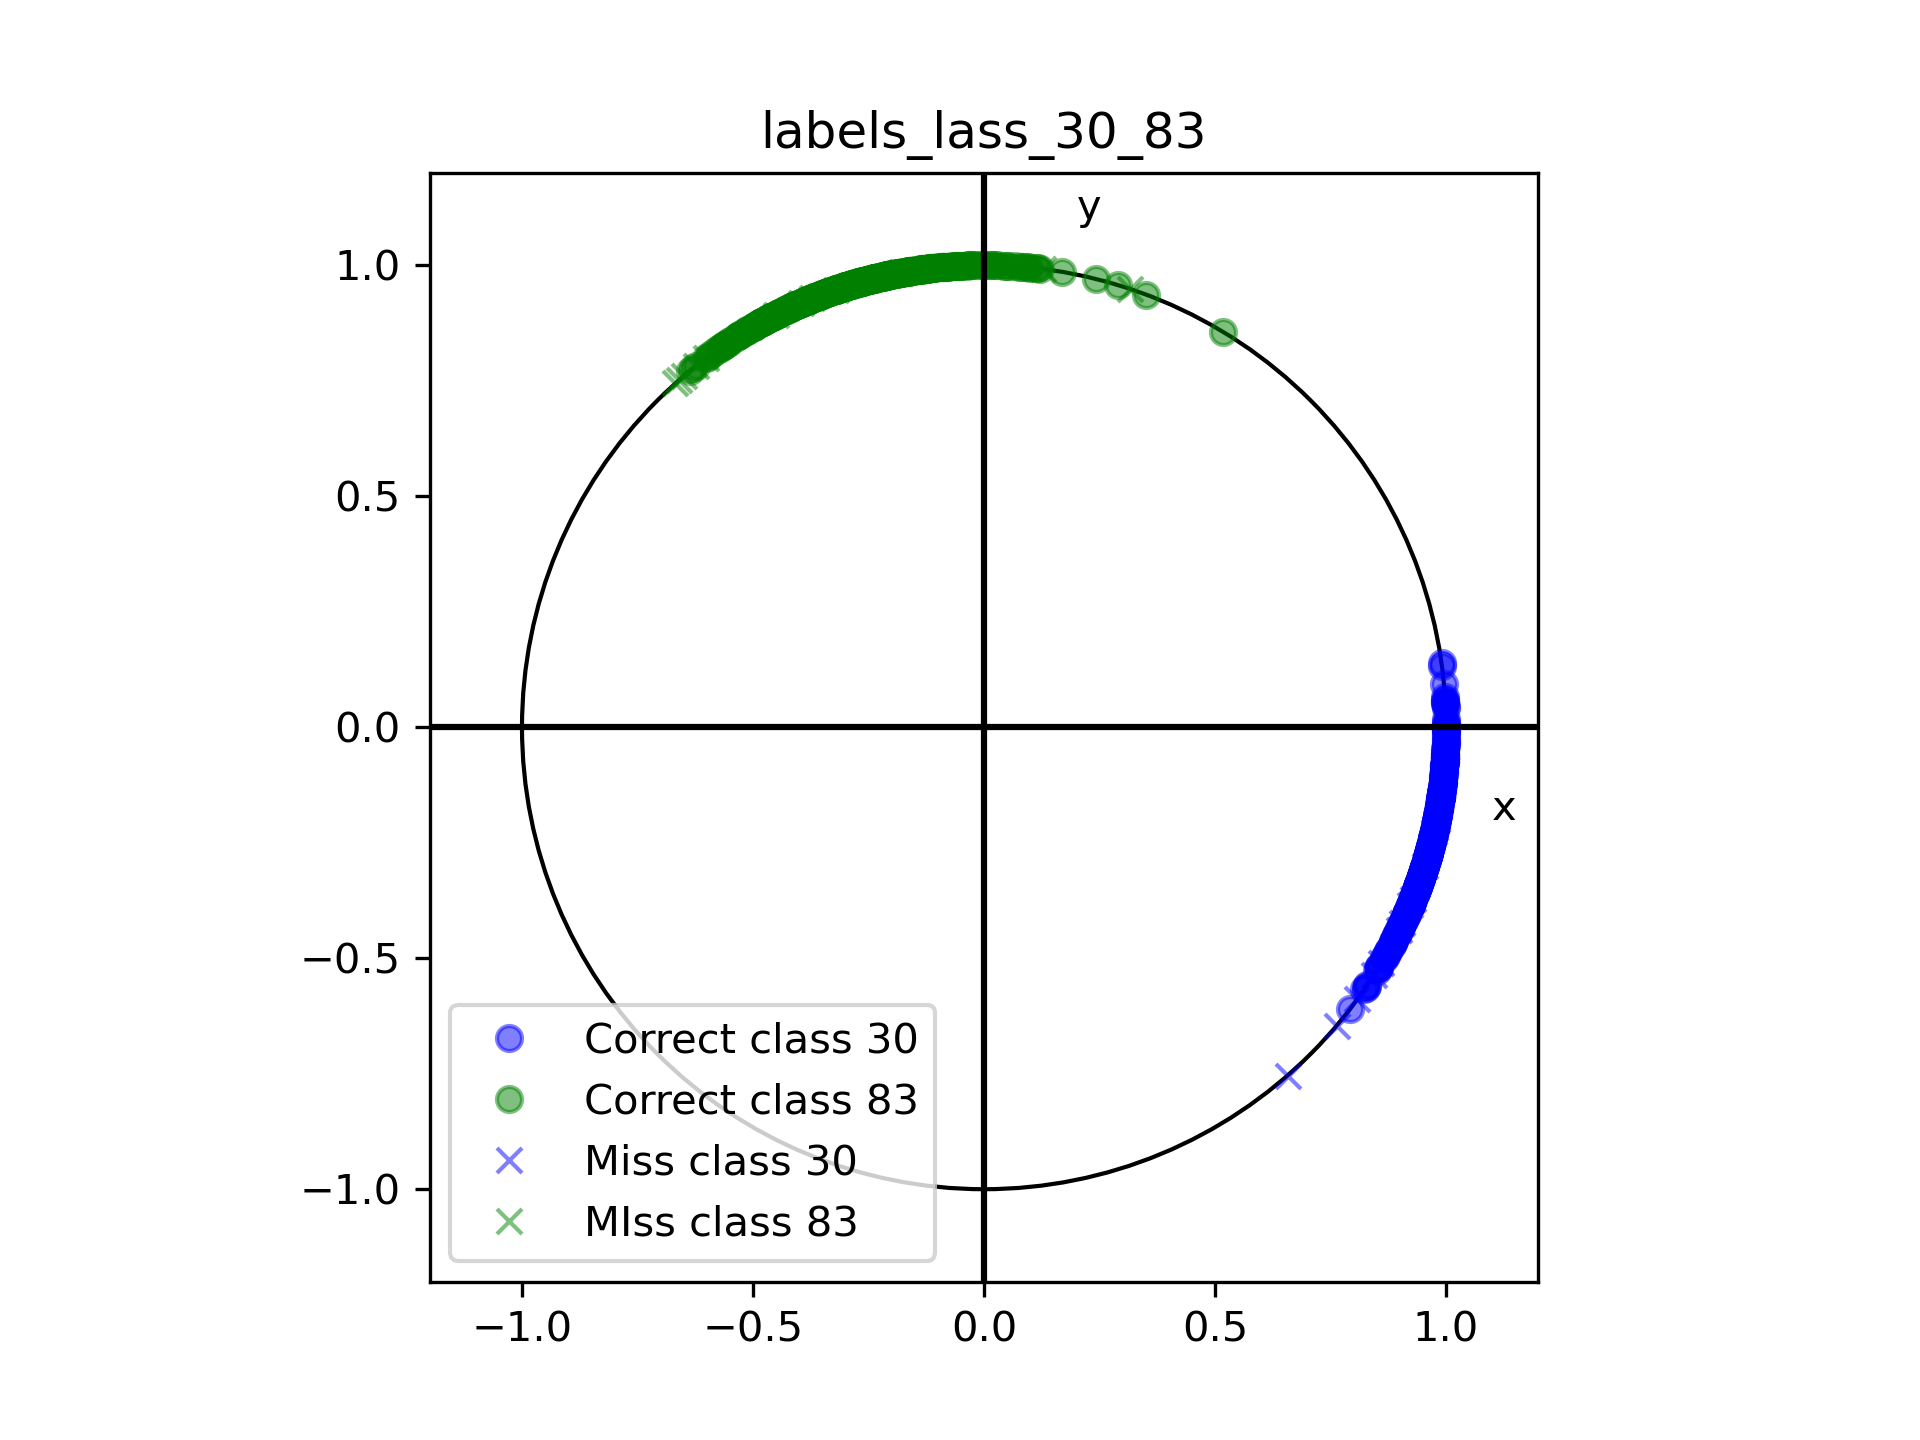 labels_lass_30_83
y
1.0
0.5
0.0
x
−0.5
−1.0
Correct class 30
Correct class 83
Miss class 30
MIss class 83
−1.0 −0.5 0.0 0.5 1.0